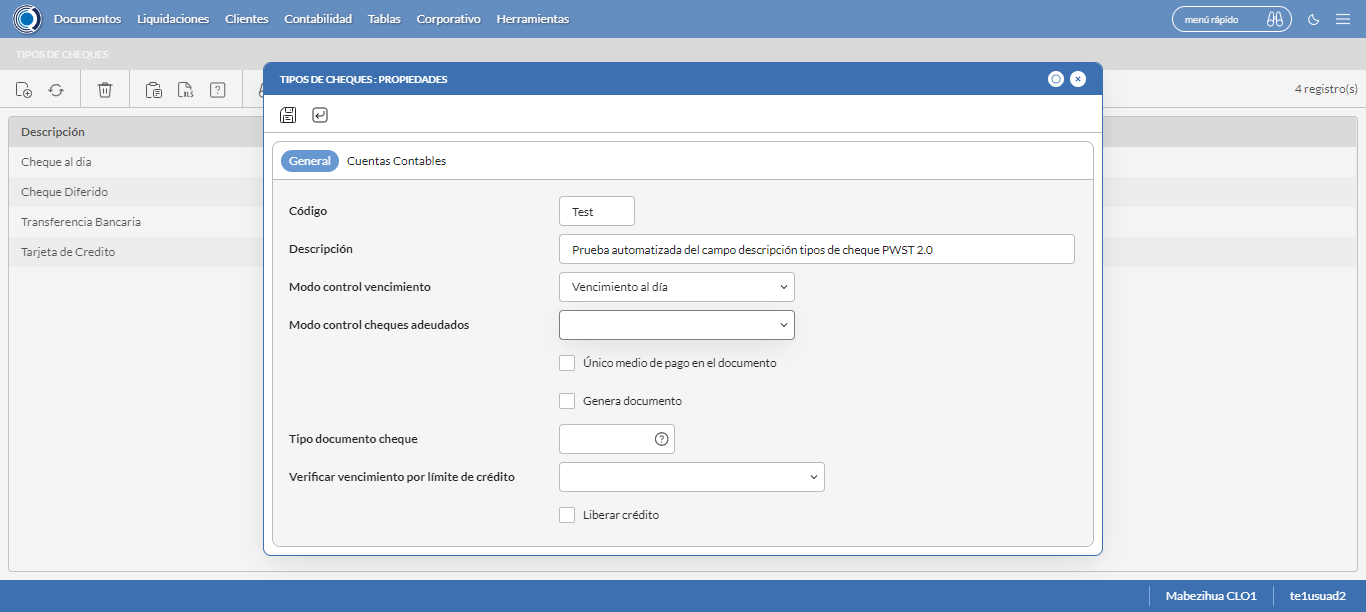 Documentos Liquidaciones Clientes Contabilidad Tablas Corporativo Herramientas menú rápido
TIPOS DE CHEQUES
TIPOS DE CHEQUES : PROPIEDADES
XLS ? 4 registro(s)
Descripción
Cheque al dia
Cheque Diferido
Transferencia Bancaria
Tarjeta de Credito
General Cuentas Contables
Código Test
Descripción Prueba automatizada del campo descripción tipos de cheque PWST 2.0
Modo control vencimiento Vencimiento al día
Modo control cheques adeudados
Único medio de pago en el documento
Genera documento
Tipo documento cheque ?
Verificar vencimiento por límite de crédito
Liberar crédito
Mabezihua CLO1 te1usuad2